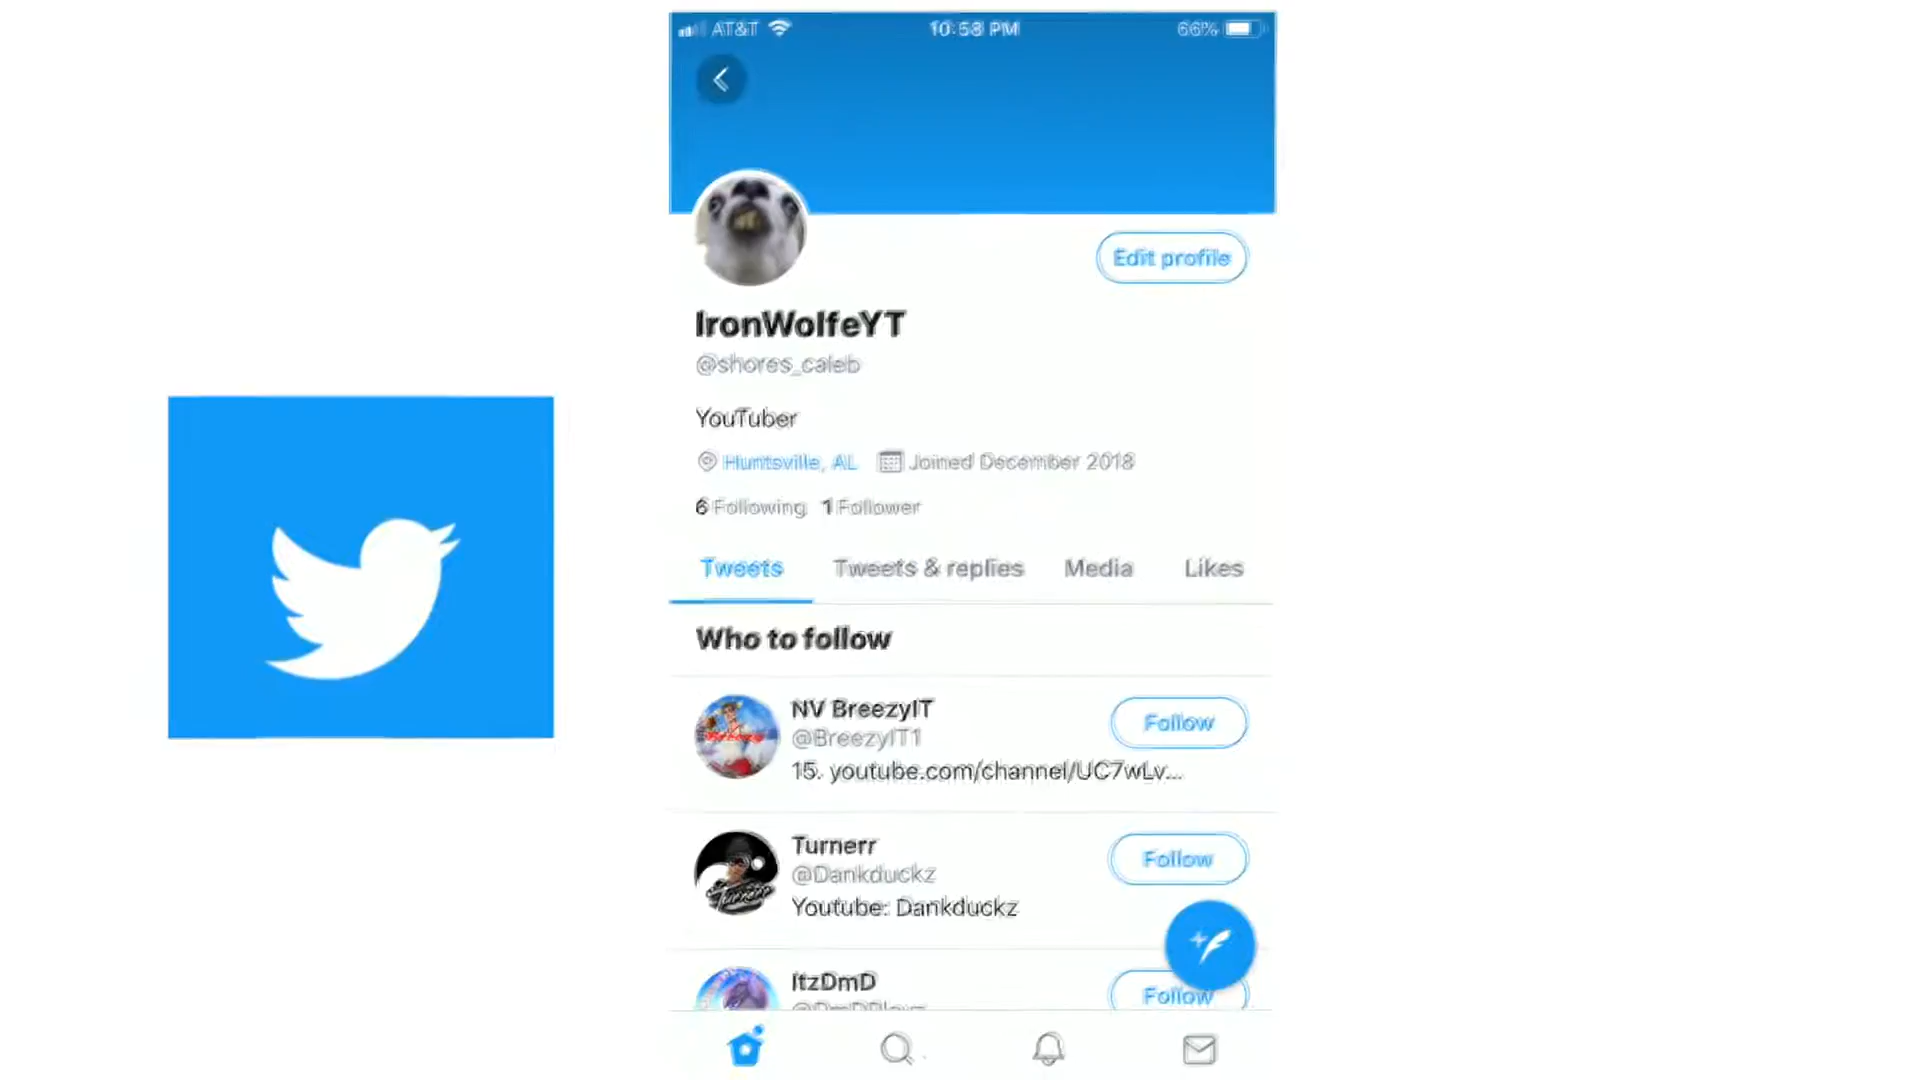 AT&T 10:58 PM 66%
Edit profile
IronWolfeYT
@shores_caleb
YouTuber
Huntsville, AL Joined December 2018
6 Following 1 Follower
Tweets Tweets & replies Media Likes
Who to follow
NV BreezyIT
@BreezyIT1
Follow
15. youtube.com/channel/UC7wLv...
Turnerr
@Dankduckz
Follow
Youtube: Dankduckz
ItzDmD
Follow